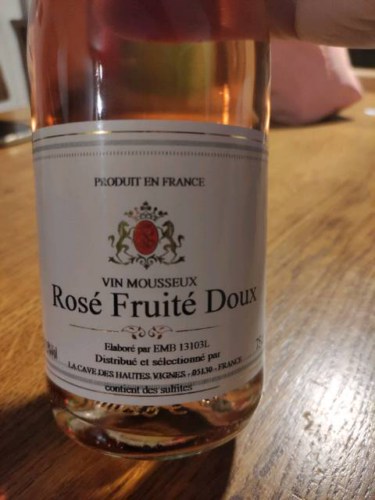 PRODUIT EN FRANCE
VIN MOUSSEUX
Rosé Fruité Doux
Elaboré par EMB 13103L
Distribué et sélectionné par
LA CAVE DES HAUTES VIGNES - 05130 - FRANCE
contient des sulfites